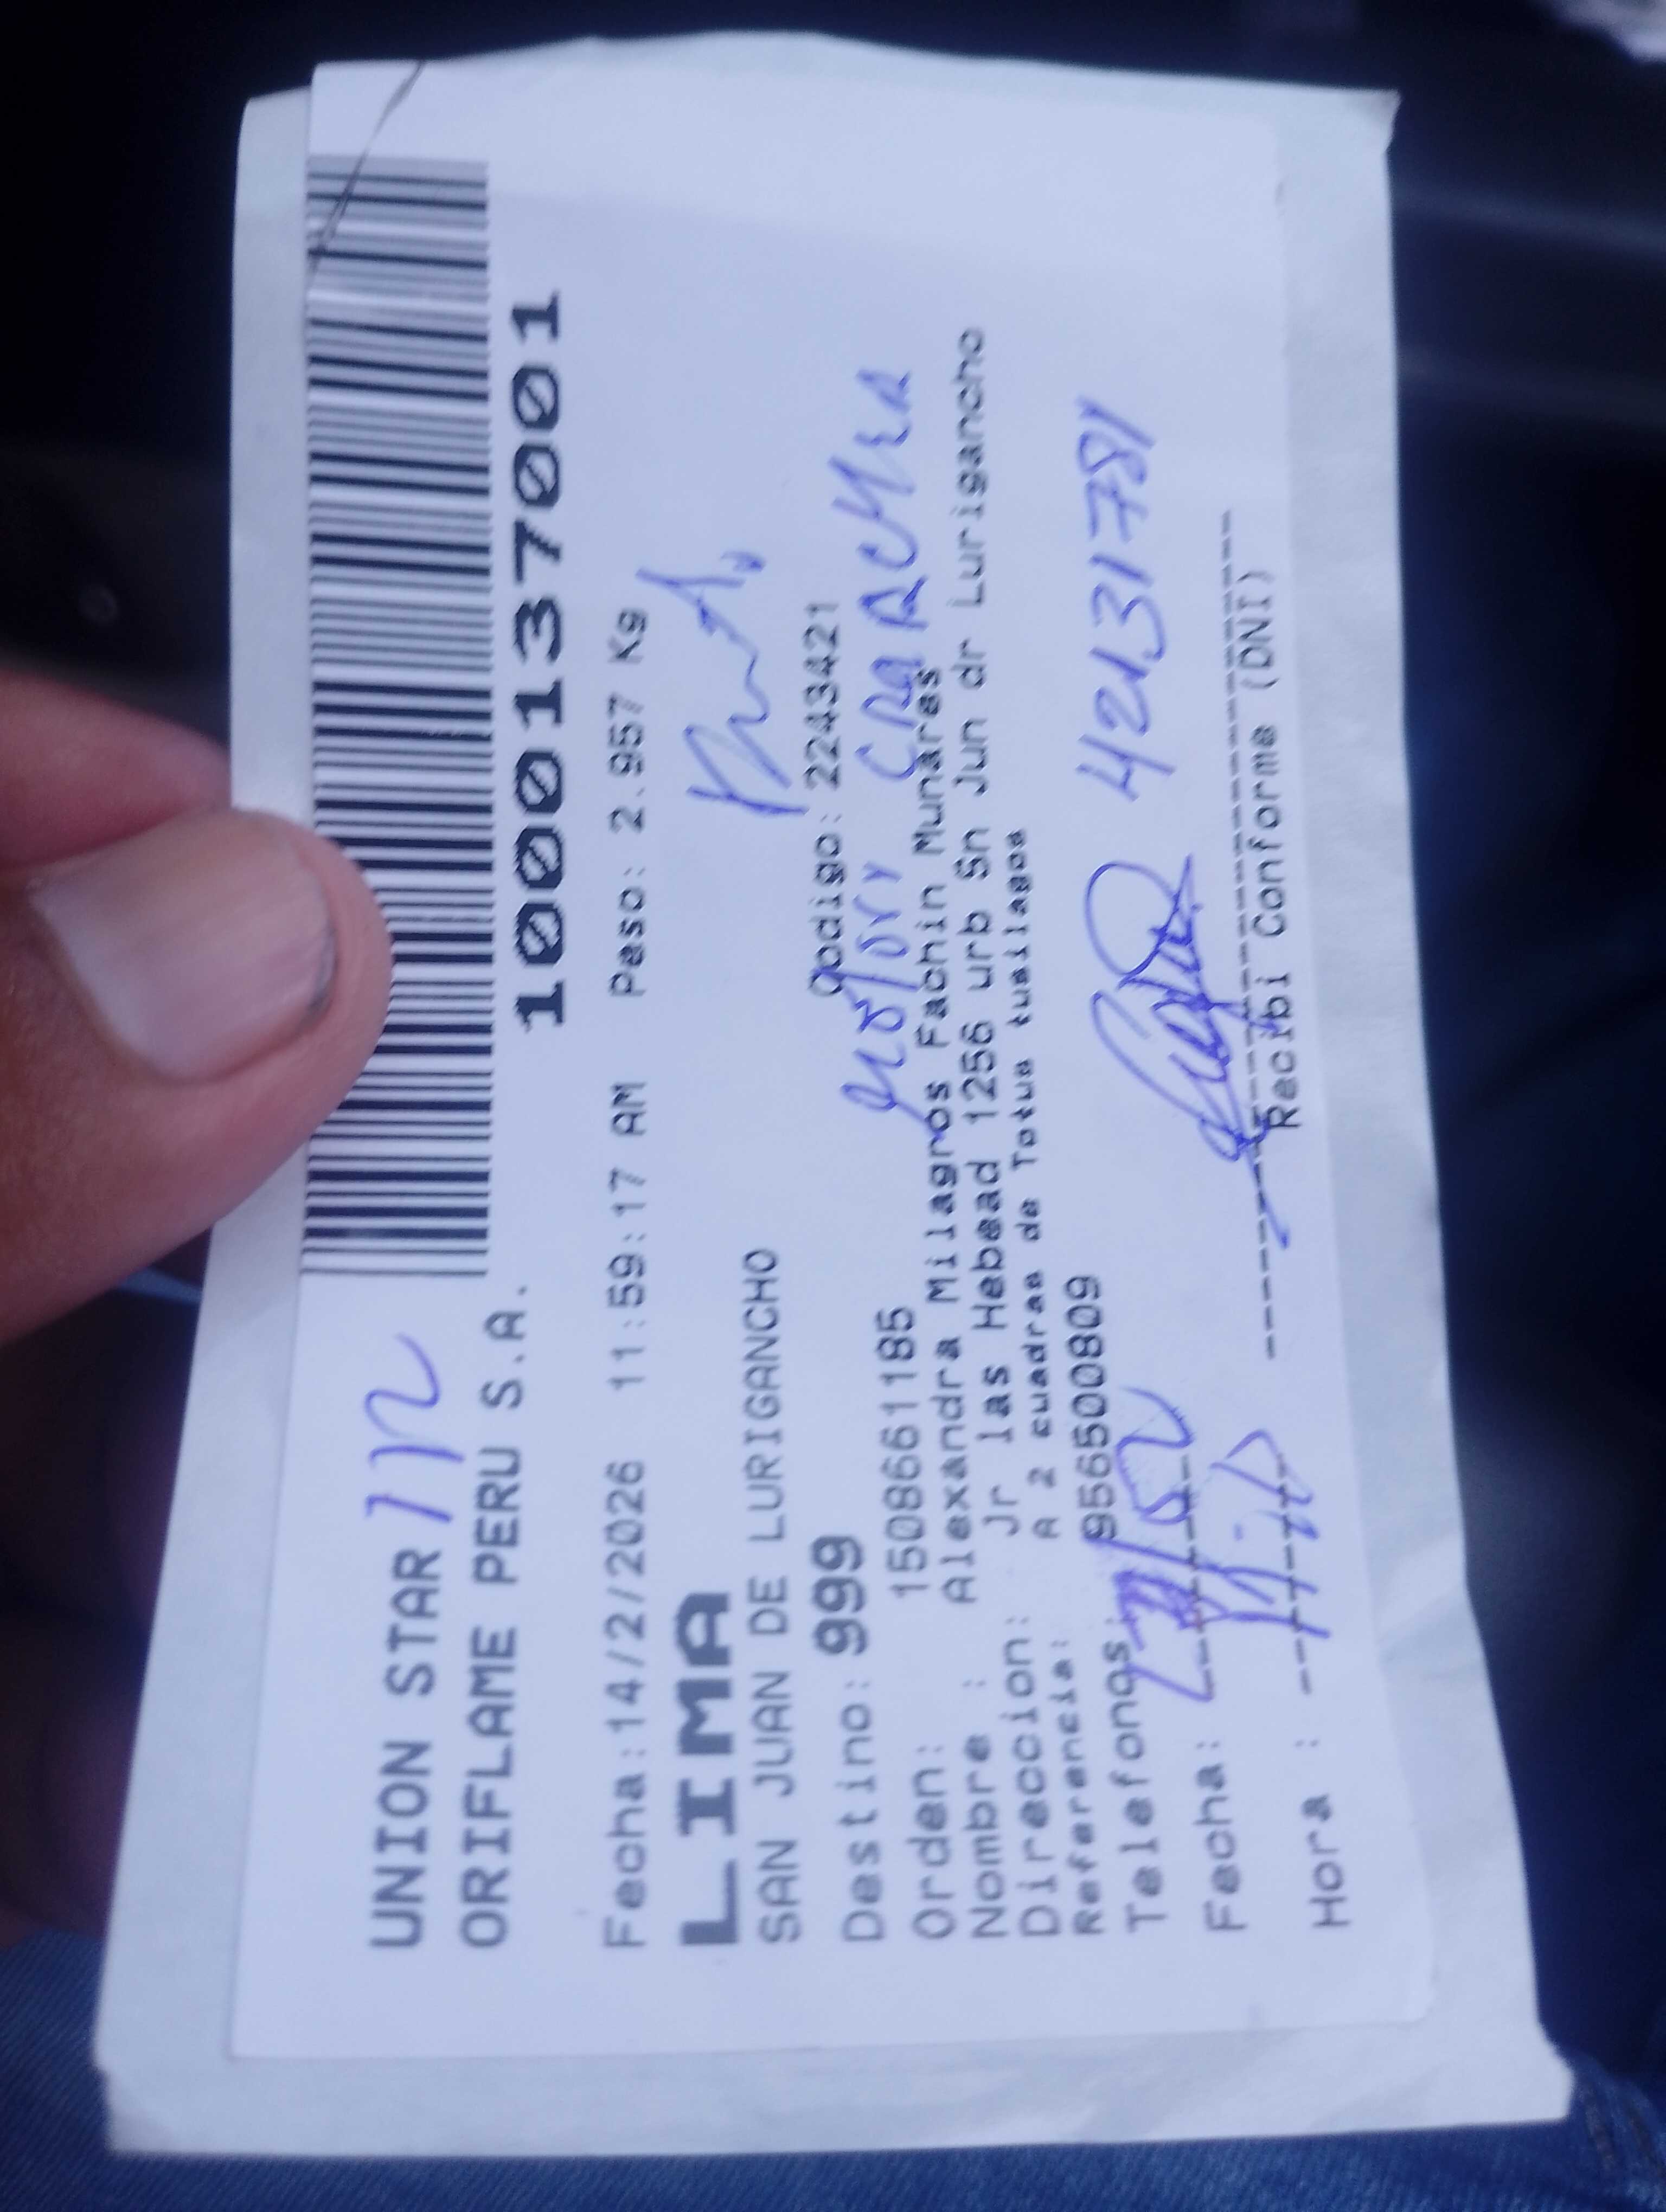 UNION STAR
ORIFLAME PERU S.A.
1000137001
Fecha:14/2/2026 11:59:17 AM Peso: 2.957 Kg
LIMA
SAN JUAN DE LURIGANCHO
Destino: 999 Codigo: 2243421
Orden: 1508661185
Nombre : Alexandra Milagros Fachin Munares
Direccion: Jr las Hebead 1256 urb Sn Jun dr Lurigancho
Referencia: A 2 cuadras de Totus tusilagos
Telefonos: 956500809
42131781
Fecha:
Hora :
Recibi Conforme (DNI)